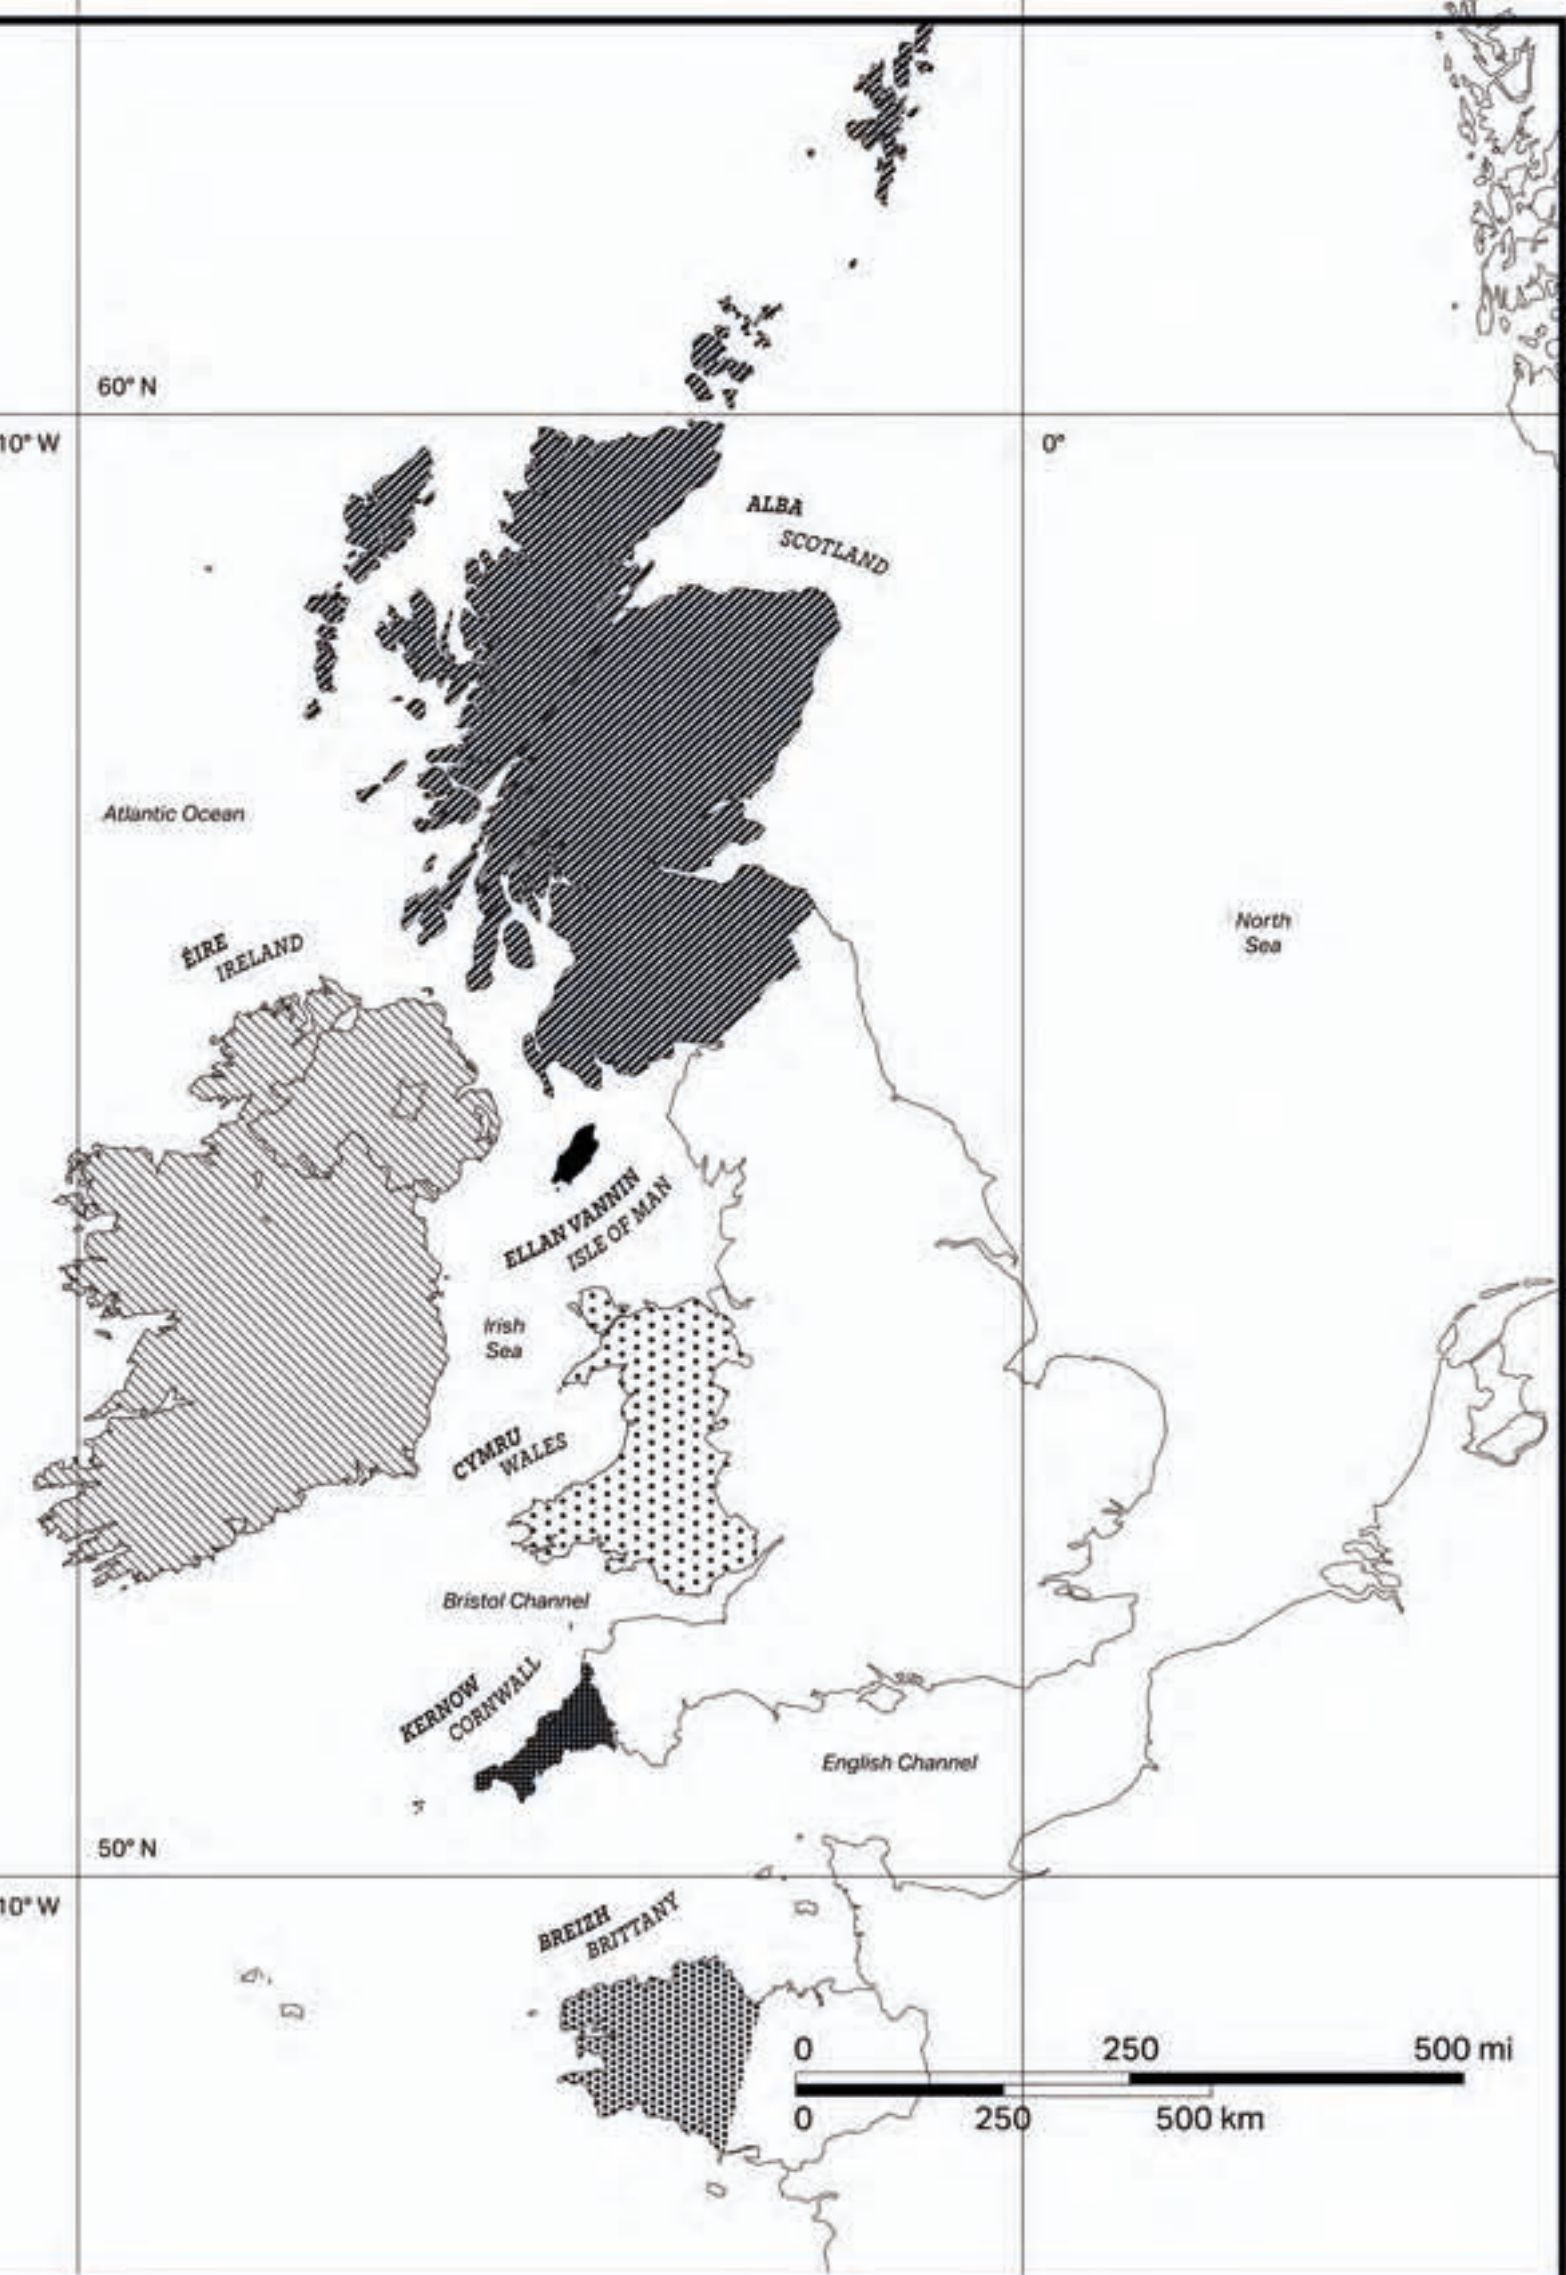 60° N
10° W
0°
ALBA
SCOTLAND
Atlantic Ocean
North
Sea
ÉIRE
IRELAND
ELLAN VANNIN
ISLE OF MAN
Irish
Sea
CYMRU
WALES
Bristol Channel
KERNOW
CORNWALL
English Channel
50° N
10° W
BREIZH
BRITTANY
0 250 500 mi
0 250 500 km